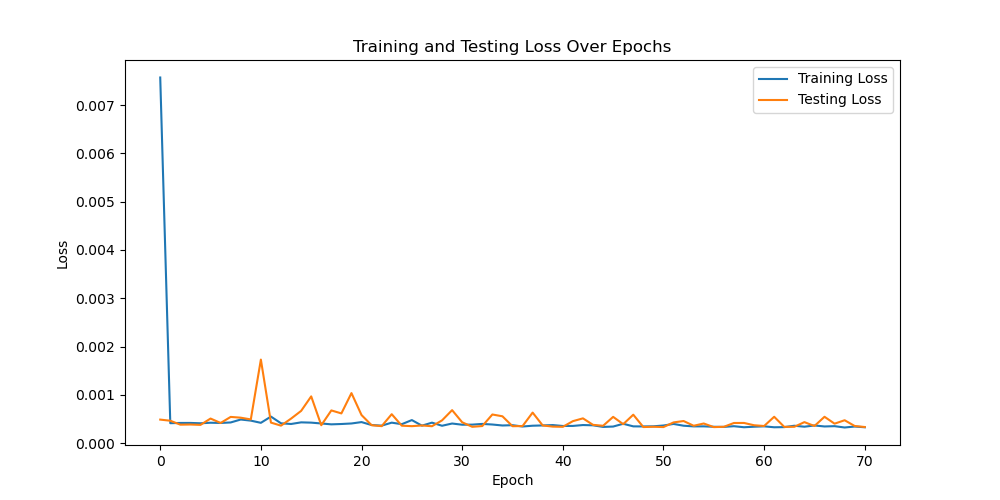 Training and Testing Loss Over Epochs
Training Loss
Testing Loss
0.007
0.006
0.005
0.004
0.003
0.002
0.001
0.000
Loss
0 10 20 30 40 50 60 70
Epoch